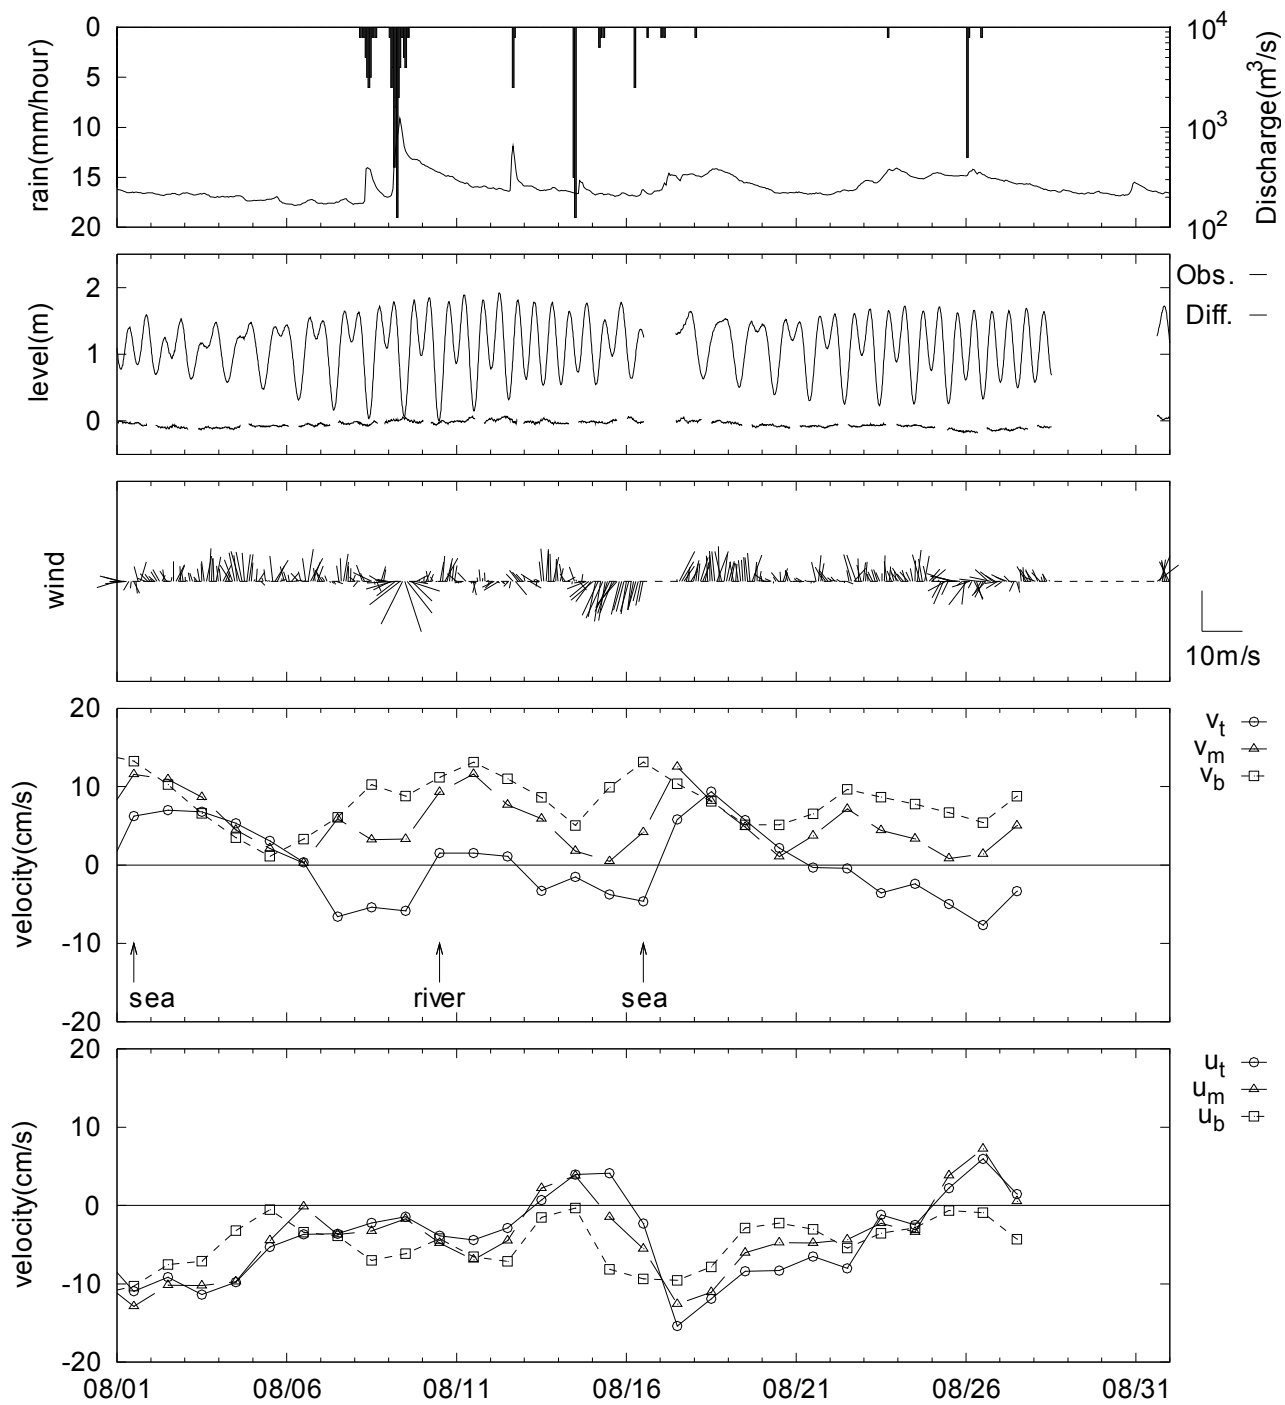 0
5
10
15
20
rain(mm/hour)
10^4
10^3
10^2
Discharge(m^3/s)
2
1
0
level(m)
Obs.
Diff.
wind
10m/s
20
10
0
-10
-20
velocity(cm/s)
v_t
v_m
v_b
sea
river
sea
20
10
0
-10
-20
velocity(cm/s)
u_t
u_m
u_b
08/01 08/06 08/11 08/16 08/21 08/26 08/31